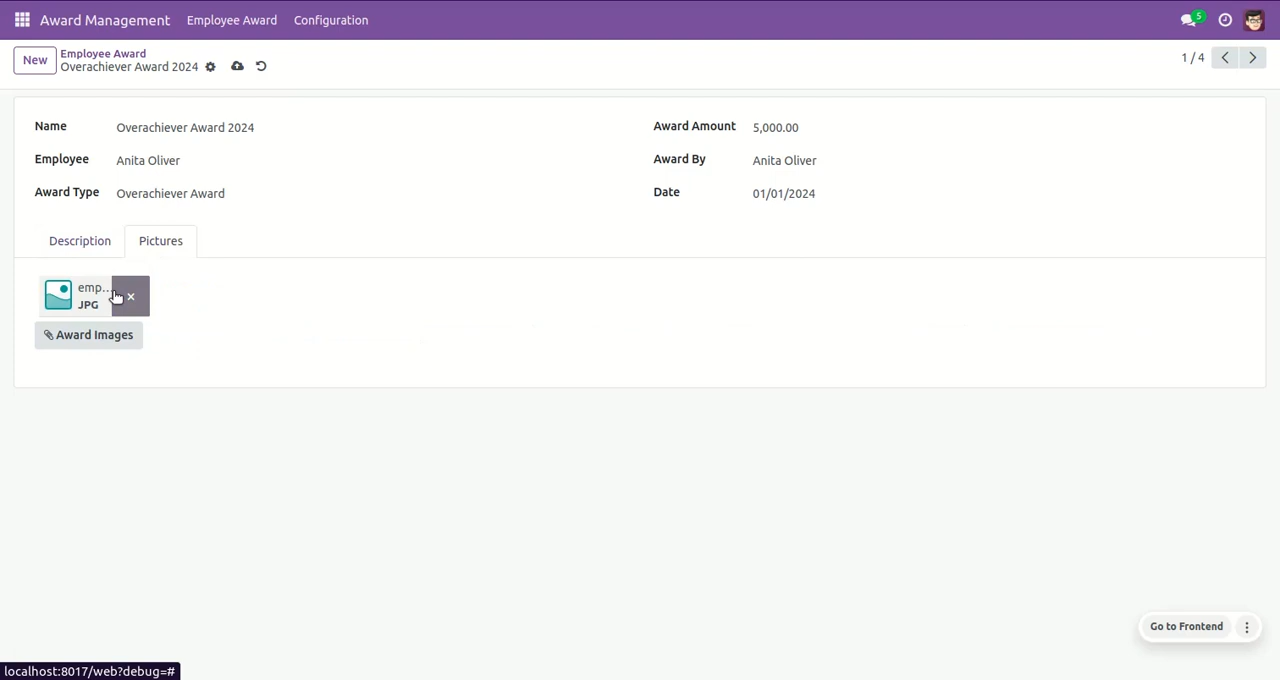 Award Management Employee Award Configuration 5
New Employee Award
Overachiever Award 2024 1 / 4
Name Overachiever Award 2024 Award Amount 5,000.00
Employee Anita Oliver Award By Anita Oliver
Award Type Overachiever Award Date 01/01/2024
Description Pictures
emp...
JPG
Award Images
Go to Frontend
localhost:8017/web?debug=#